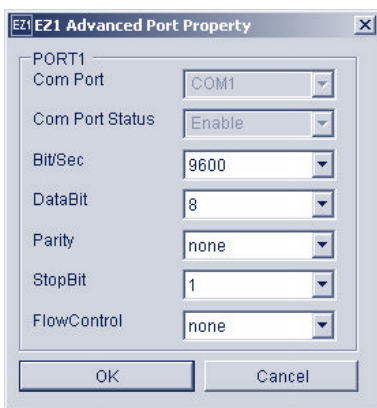 EZ1 EZ1 Advanced Port Property
PORT1
Com Port COM1
Com Port Status Enable
Bit/Sec 9600
DataBit 8
Parity none
StopBit 1
FlowControl none
OK Cancel